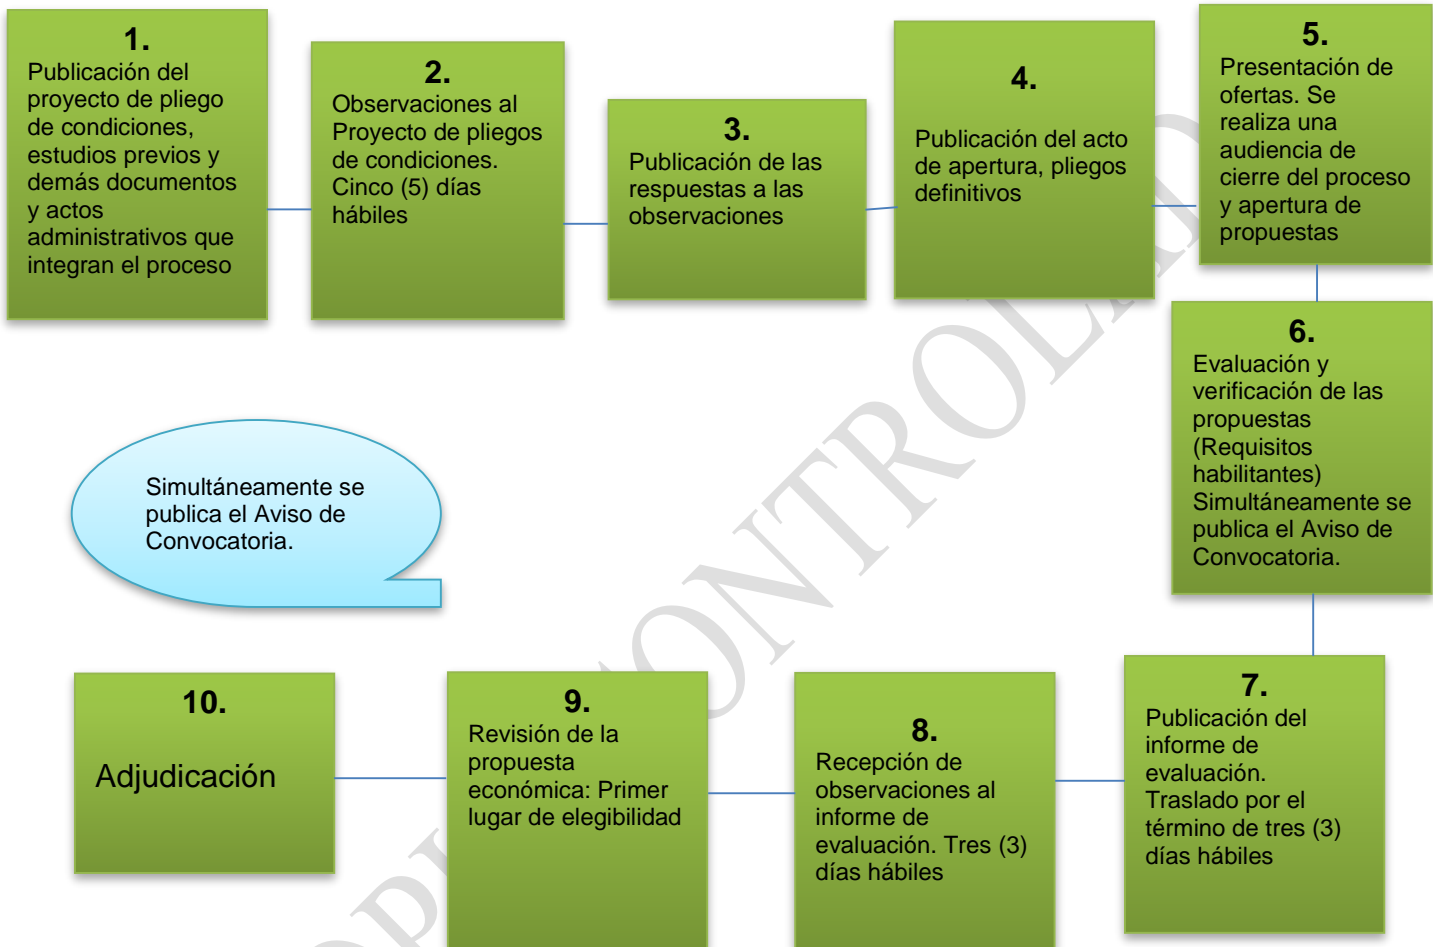 1.
Publicación del
proyecto de pliego
de condiciones,
estudios previos y
demás documentos
y actos
administrativos que
integran el proceso
2.
Observaciones al
Proyecto de pliegos
de condiciones.
Cinco (5) días
hábiles
3.
Publicación de las
respuestas a las
observaciones
4.
Publicación del acto
de apertura, pliegos
definitivos
5.
Presentación de
ofertas. Se
realiza una
audiencia de
cierre del proceso
y apertura de
propuestas
6.
Evaluación y
verificación de las
propuestas
(Requisitos
habilitantes)
Simultáneamente se
publica el Aviso de
Convocatoria.
Simultáneamente se
publica el Aviso de
Convocatoria.
7.
Publicación del
informe de
evaluación.
Traslado por el
término de tres (3)
días hábiles
8.
Recepción de
observaciones al
informe de
evaluación. Tres (3)
días hábiles
9.
Revisión de la
propuesta
económica: Primer
lugar de elegibilidad
10.
Adjudicación